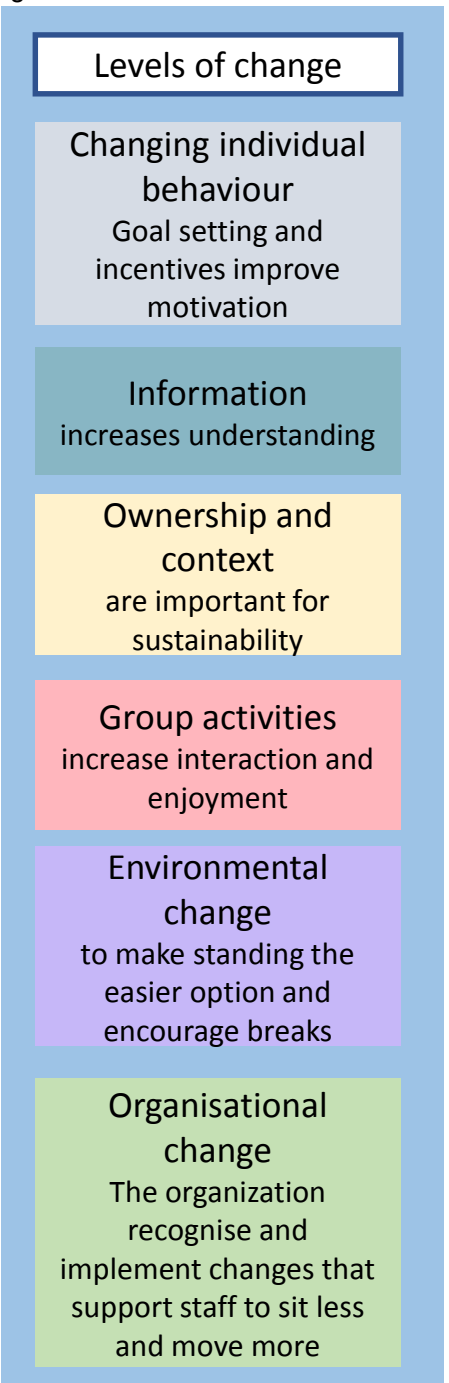 Levels of change
Changing individual
behaviour
Goal setting and
incentives improve
motivation
Information
increases understanding
Ownership and
context
are important for
sustainability
Group activities
increase interaction and
enjoyment
Environmental
change
to make standing the
easier option and
encourage breaks
Organisational
change
The organization
recognise and
implement changes that
support staff to sit less
and move more